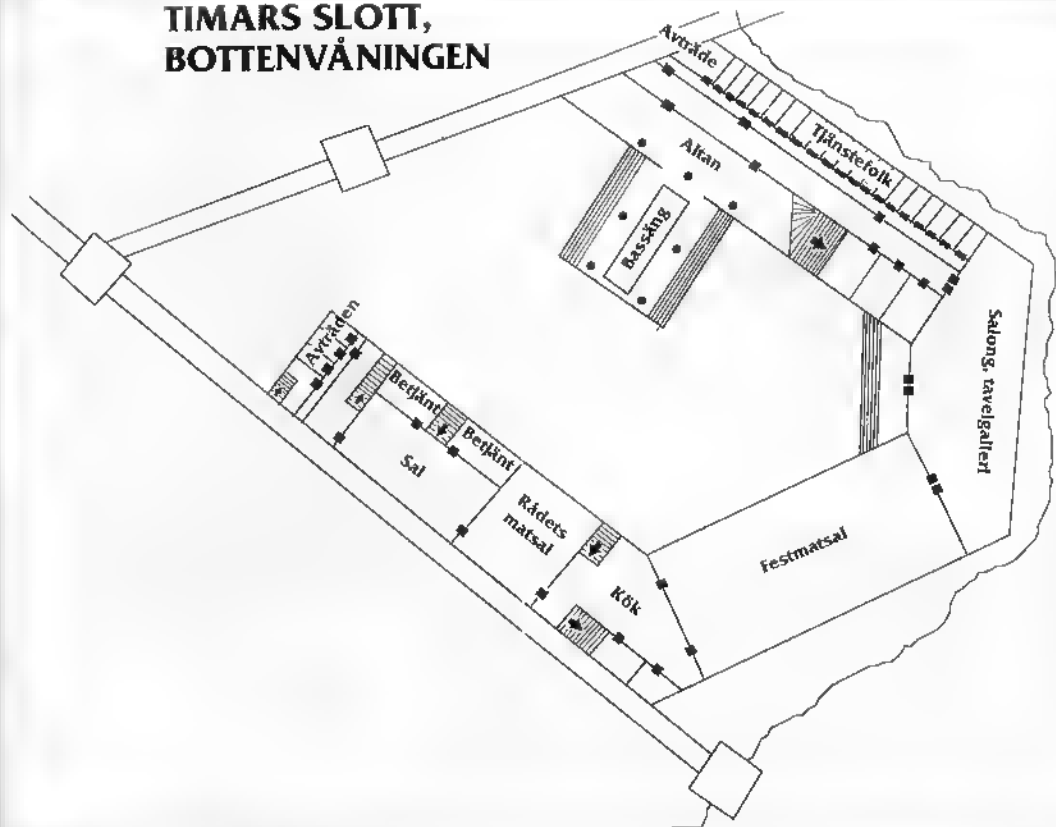 TIMARS SLOTT,
BOTTENVÅNINGEN
Avträde
Tjänstefolk
Altan
Bassäng
Salong, tavelgalleri
Avträden
Betjänt
Betjänt
Sal
Rådets
matsal
Kök
Festmatsal